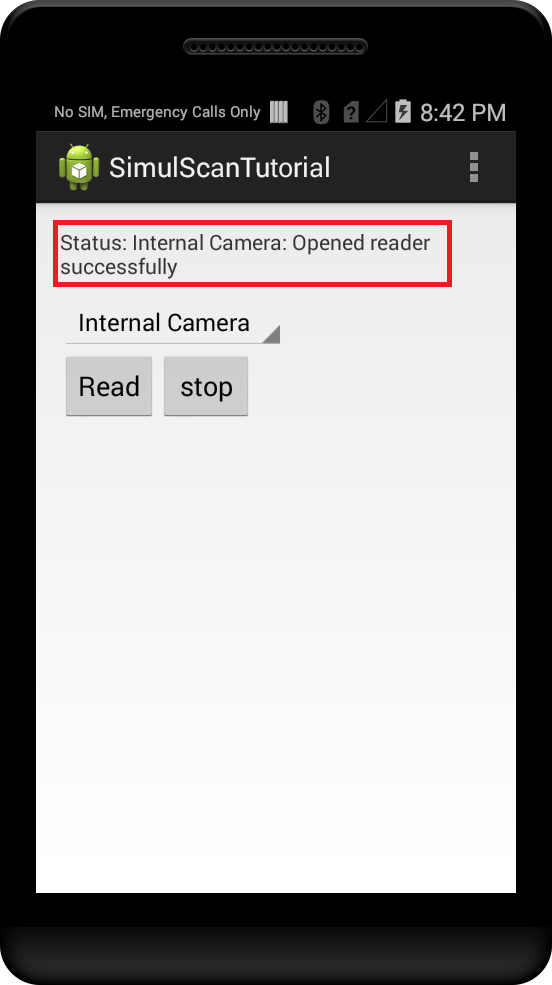 No SIM, Emergency Calls Only 8:42 PM
SimulScanTutorial
Status: Internal Camera: Opened reader
successfully
Internal Camera
Read stop